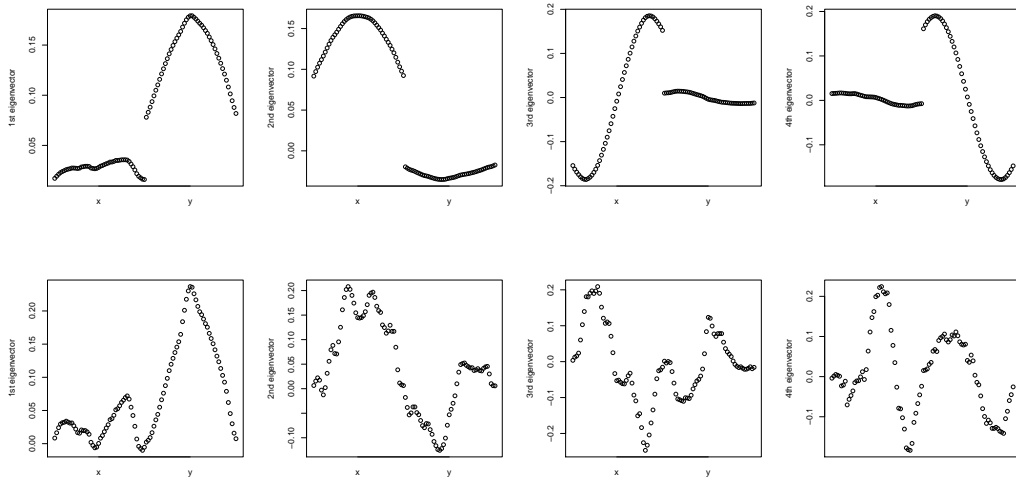 1st eigenvector
0.05 0.10 0.15
x y
2nd eigenvector
0.00 0.05 0.10 0.15
x y
3rd eigenvector
−0.2 −0.1 0.0 0.1 0.2
x y
4th eigenvector
−0.2 −0.1 0.0 0.1 0.2
x y
1st eigenvector
0.00 0.05 0.10 0.15 0.20
x y
2nd eigenvector
−0.10 0.00 0.05 0.10 0.15 0.20
x y
3rd eigenvector
−0.2 −0.1 0.0 0.1 0.2
x y
4th eigenvector
−0.1 0.0 0.1 0.2
x y